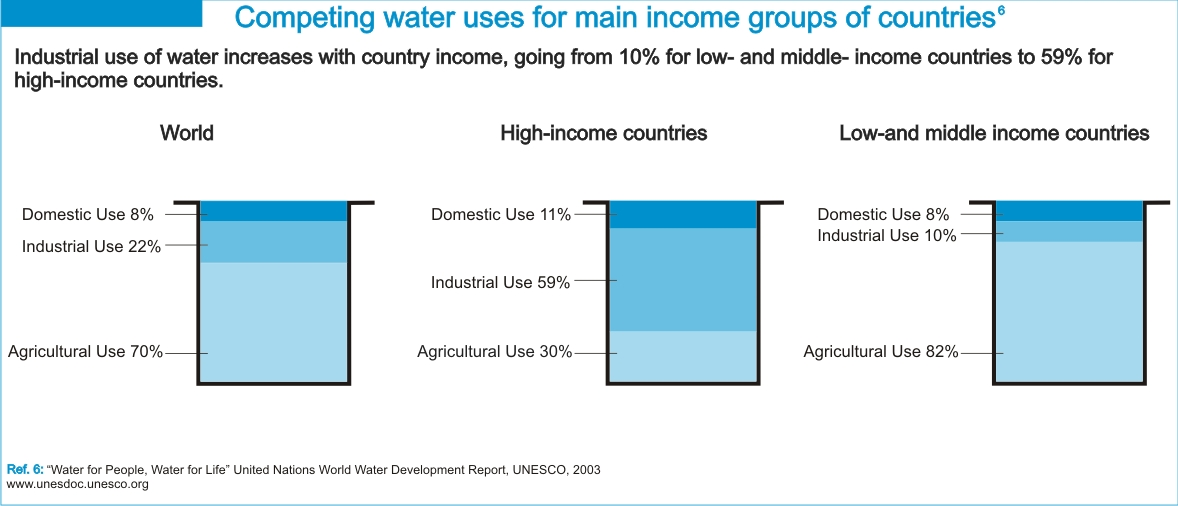 Competing water uses for main income groups of countries6
Industrial use of water increases with country income, going from 10% for low- and middle- income countries to 59% for
high-income countries.
World
Domestic Use 8%
Industrial Use 22%
Agricultural Use 70%
High-income countries
Domestic Use 11%
Industrial Use 59%
Agricultural Use 30%
Low-and middle income countries
Domestic Use 8%
Industrial Use 10%
Agricultural Use 82%
Ref. 6: “Water for People, Water for Life” United Nations World Water Development Report, UNESCO, 2003
www.unesdoc.unesco.org